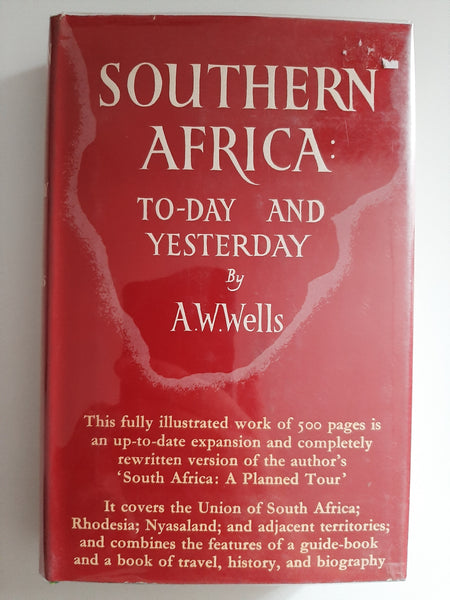 SOUTHERN
AFRICA:
TO-DAY AND
YESTERDAY
By
A.W.Wells
This fully illustrated work of 500 pages is
an up-to-date expansion and completely
rewritten version of the author's
'South Africa: A Planned Tour'
It covers the Union of South Africa;
Rhodesia; Nyasaland; and adjacent territories;
and combines the features of a guide-book
and a book of travel, history, and biography